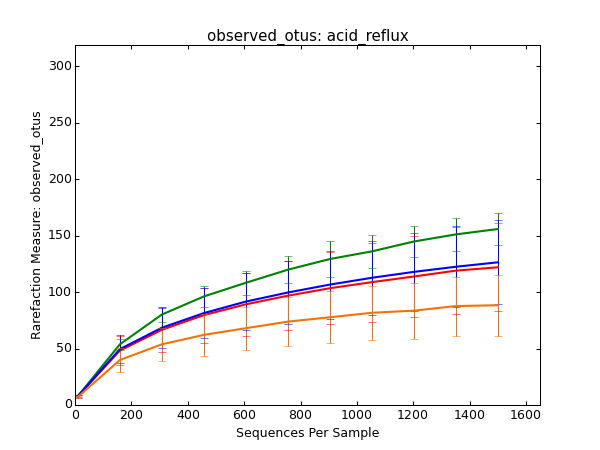 observed_otus: acid_reflux
300
250
200
150
100
50
0
Rarefaction Measure: observed_otus
0 200 400 600 800 1000 1200 1400 1600
Sequences Per Sample